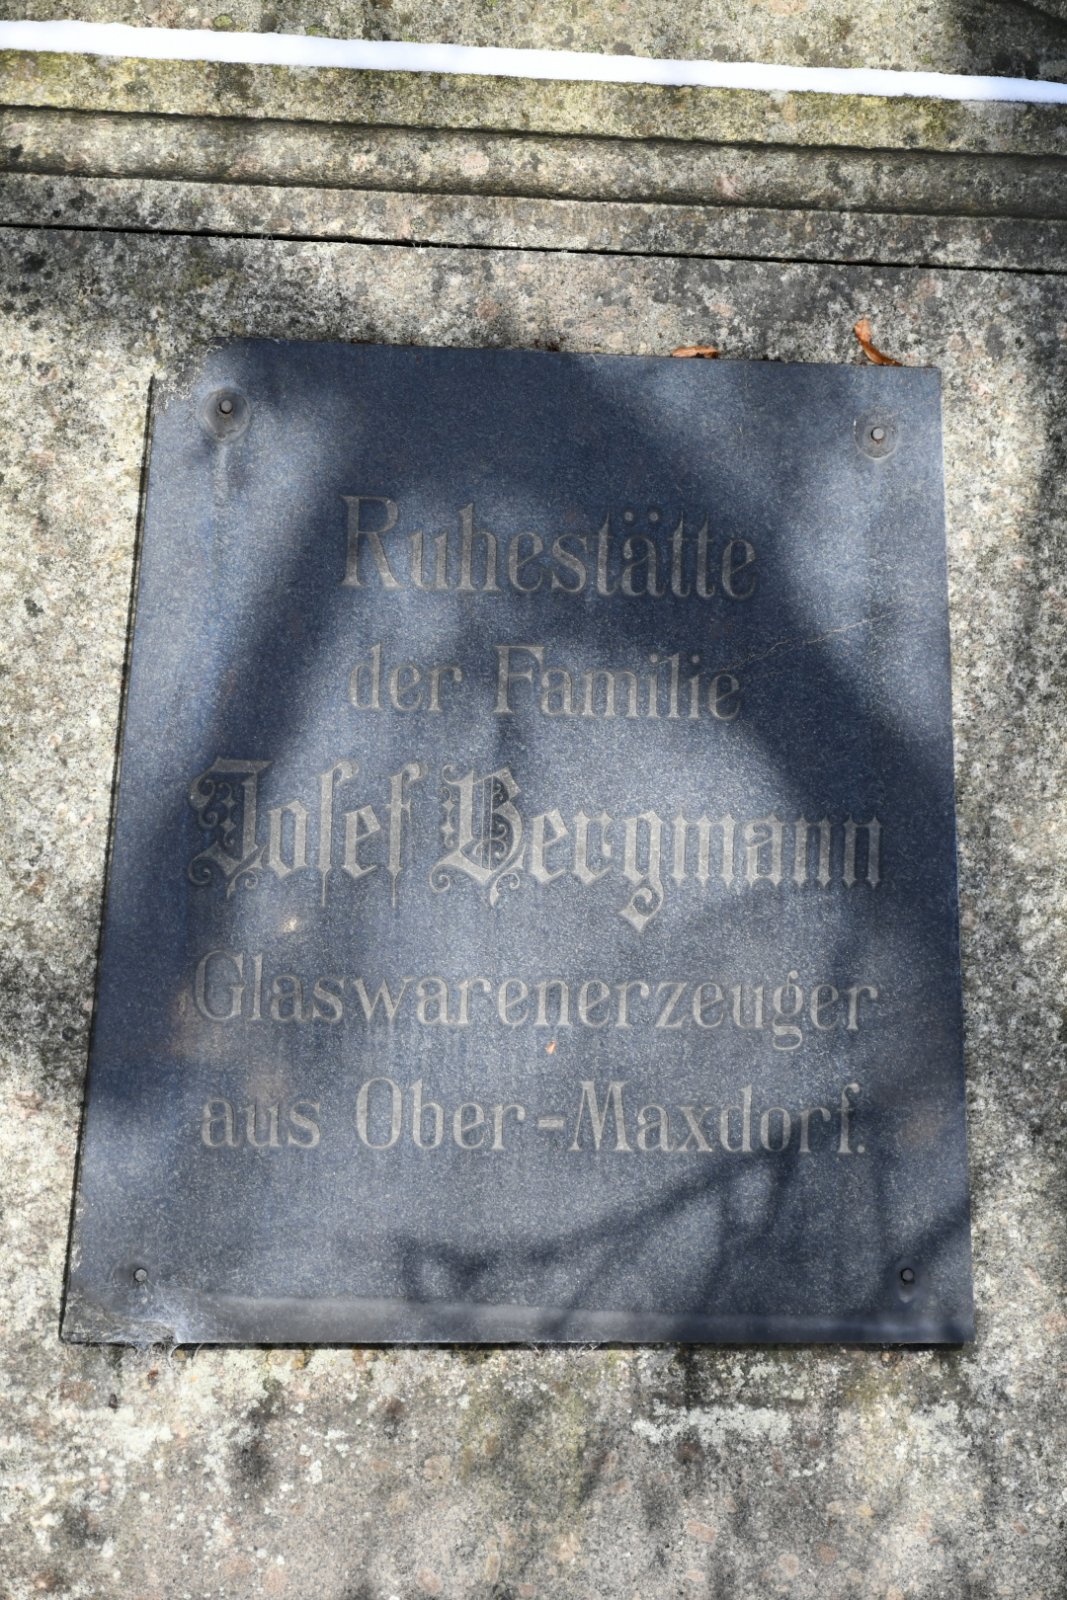 Ruhestätte
der Familie
Josef Bergmann
Glaswarenerzeuger
aus Ober-Maxdorf.